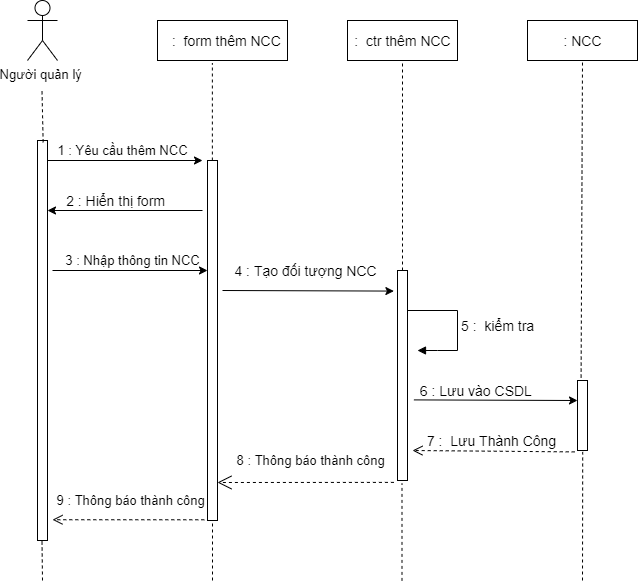 : form thêm NCC
: ctr thêm NCC
: NCC
Người quản lý
1 : Yêu cầu thêm NCC
2 : Hiển thị form
3 : Nhập thông tin NCC
4 : Tạo đối tượng NCC
5 : kiểm tra
6 : Lưu vào CSDL
7 : Lưu Thành Công
8 : Thông báo thành công
9 : Thông báo thành công